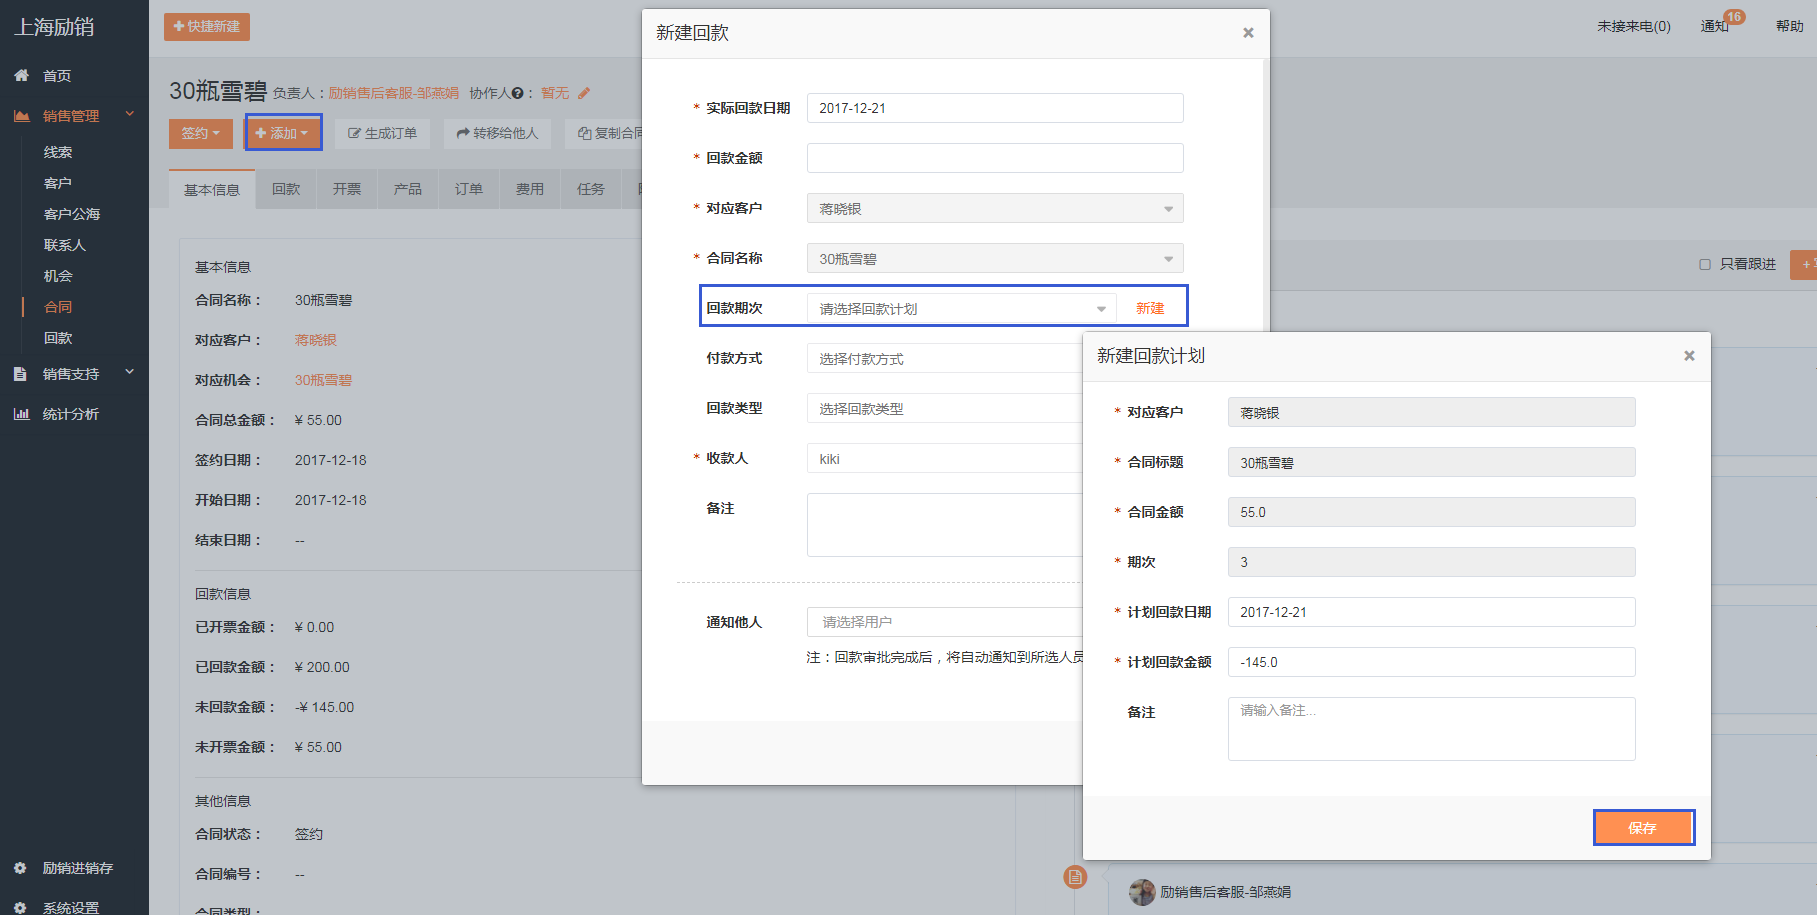 上海励销
首页
销售管理
线索
客户
客户公海
联系人
机会
合同
回款
销售支持
统计分析
励销进销存
系统设置
快捷新建
未接来电(0)
通知
16
帮助
30瓶雪碧 负责人：励销售后客服-邹燕娟 协作人 ： 暂无
签约
添加
生成订单
转移给他人
复制合同
基本信息
回款
开票
产品
订单
费用
任务
只看跟进
基本信息
合同名称： 30瓶雪碧
对应客户： 蒋晓银
对应机会： 30瓶雪碧
合同总金额： ¥ 55.00
签约日期： 2017-12-18
开始日期： 2017-12-18
结束日期： --
回款信息
已开票金额： ¥ 0.00
已回款金额： ¥ 200.00
未回款金额： -¥ 145.00
未开票金额： ¥ 55.00
其他信息
合同状态： 签约
合同编号： --
合同类型：
新建回款
×
* 实际回款日期 2017-12-21
* 回款金额
* 对应客户 蒋晓银
* 合同名称 30瓶雪碧
回款期次 请选择回款计划 新建
付款方式 选择付款方式
回款类型 选择回款类型
* 收款人 kiki
备注
通知他人 请选择用户
注：回款审批完成后，将自动通知到所选人员
新建回款计划
×
* 对应客户 蒋晓银
* 合同标题 30瓶雪碧
* 合同金额 55.0
* 期次 3
* 计划回款日期 2017-12-21
* 计划回款金额 -145.0
备注 请输入备注...
保存
励销售后客服-邹燕娟